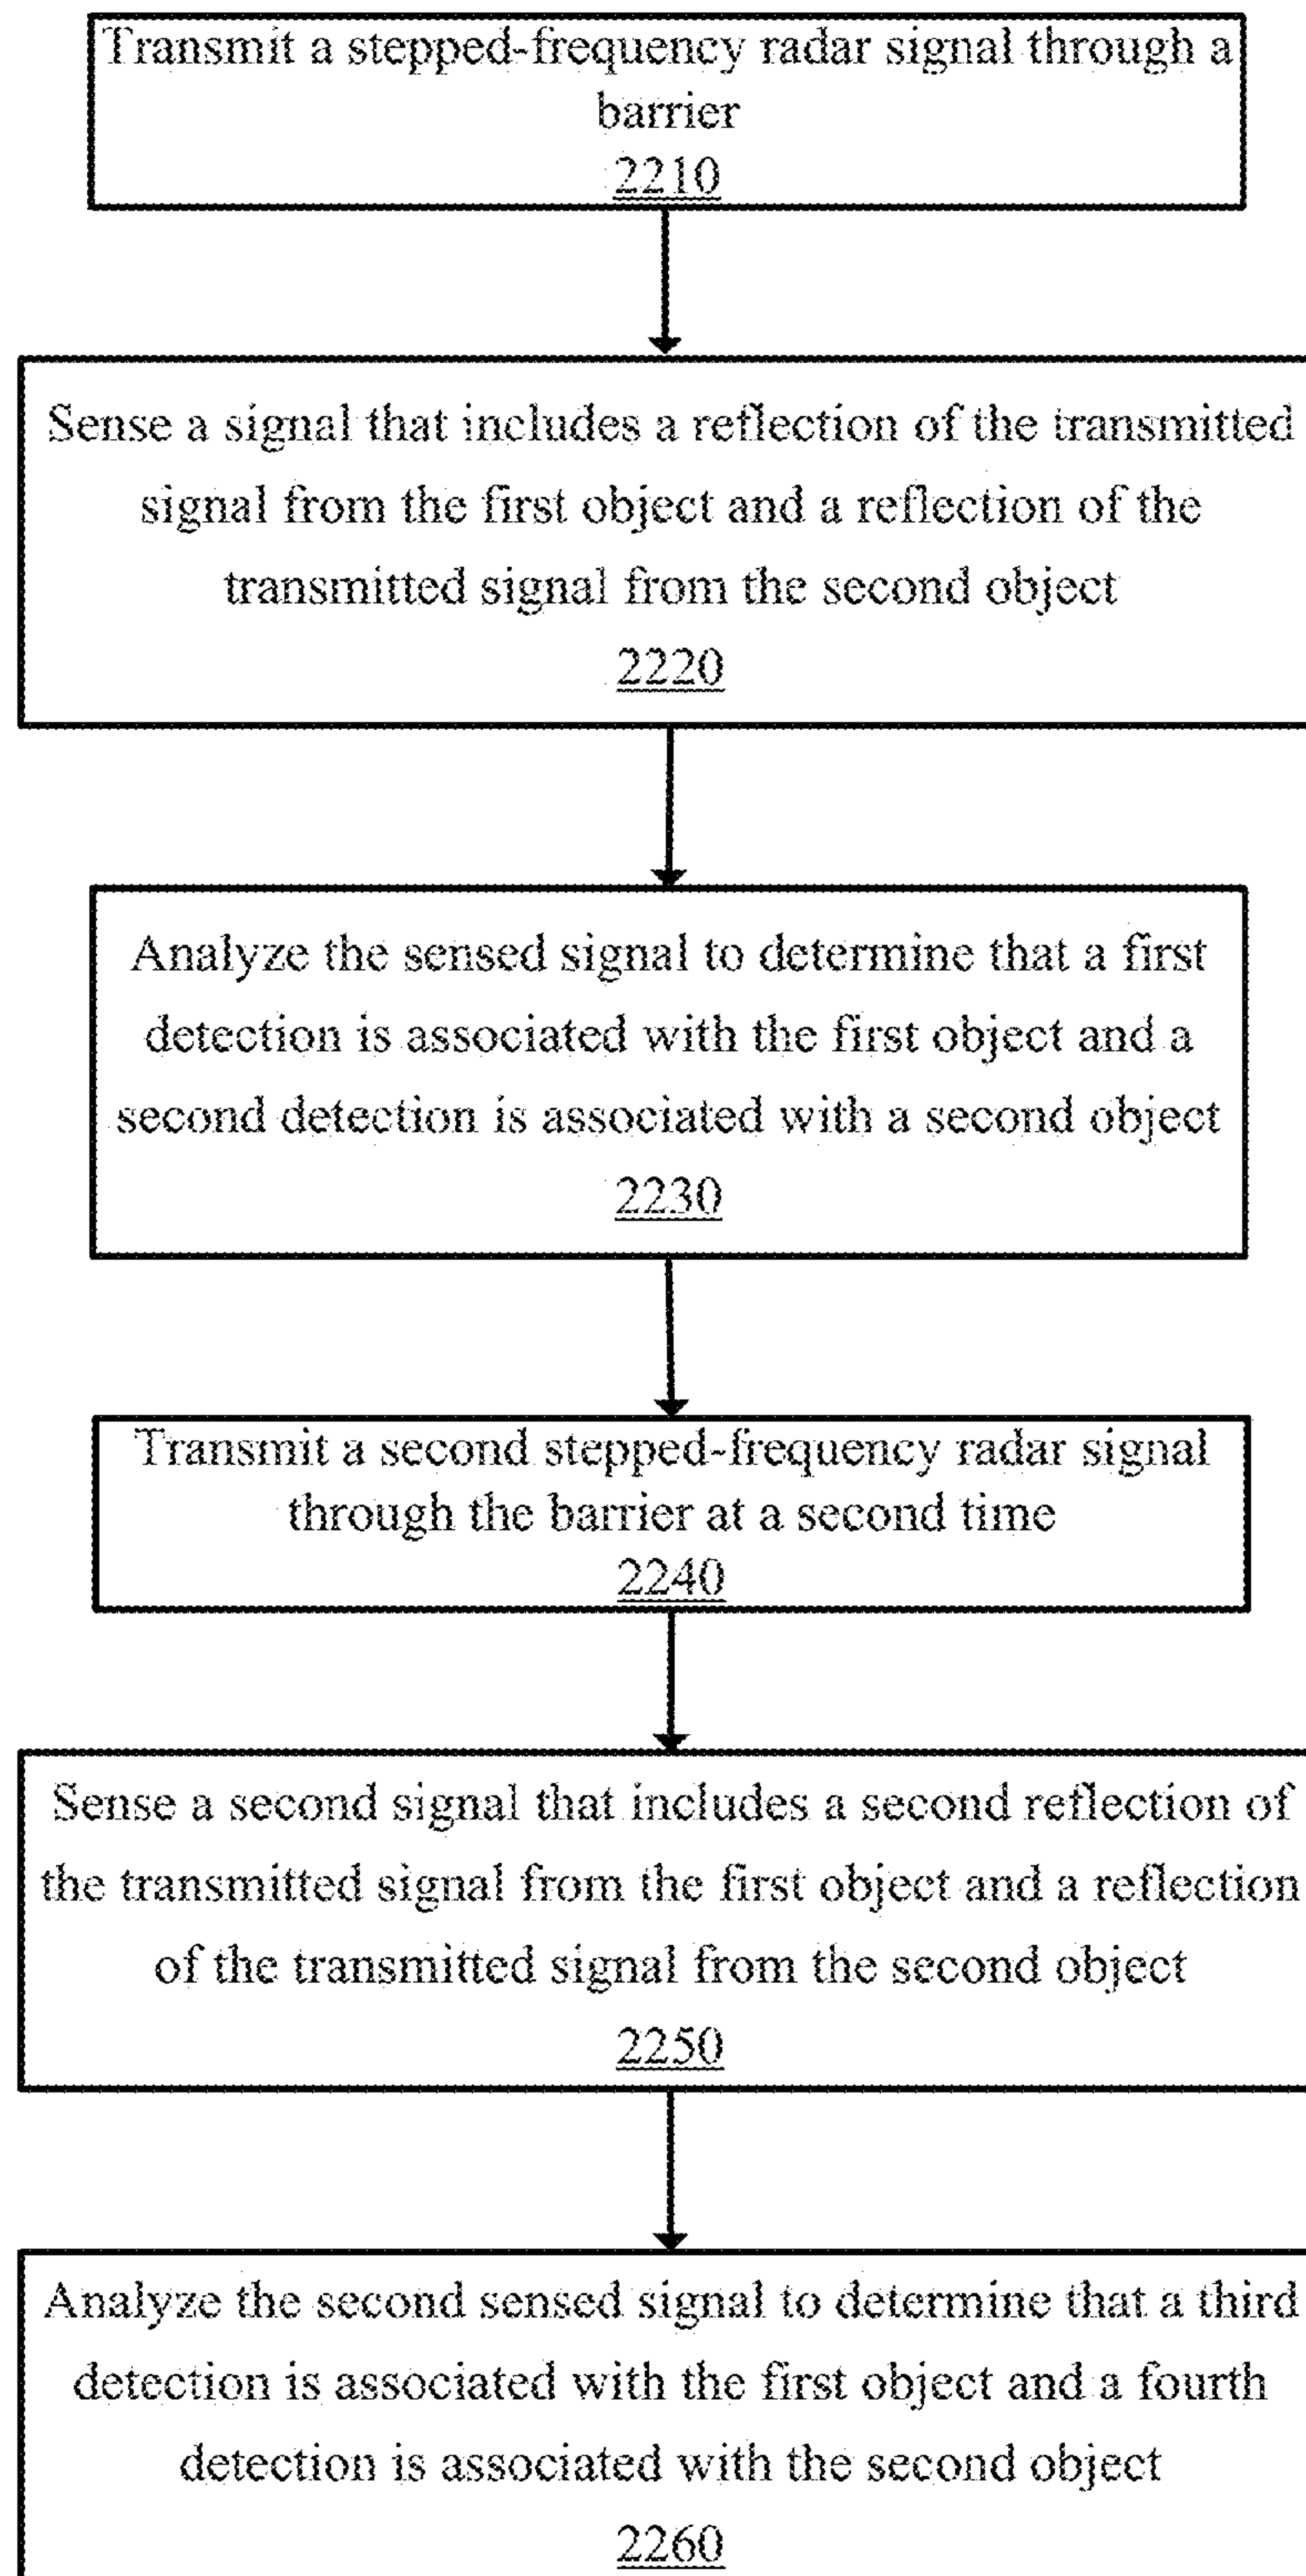 Transmit a stepped-frequency radar signal through a
barrier
2210
Sense a signal that includes a reflection of the transmitted
signal from the first object and a reflection of the
transmitted signal from the second object
2220
Analyze the sensed signal to determine that a first
detection is associated with the first object and a
second detection is associated with a second object
2230
Transmit a second stepped-frequency radar signal
through the barrier at a second time
2240
Sense a second signal that includes a second reflection of
the transmitted signal from the first object and a reflection
of the transmitted signal from the second object
2250
Analyze the second sensed signal to determine that a third
detection is associated with the first object and a fourth
detection is associated with the second object
2260